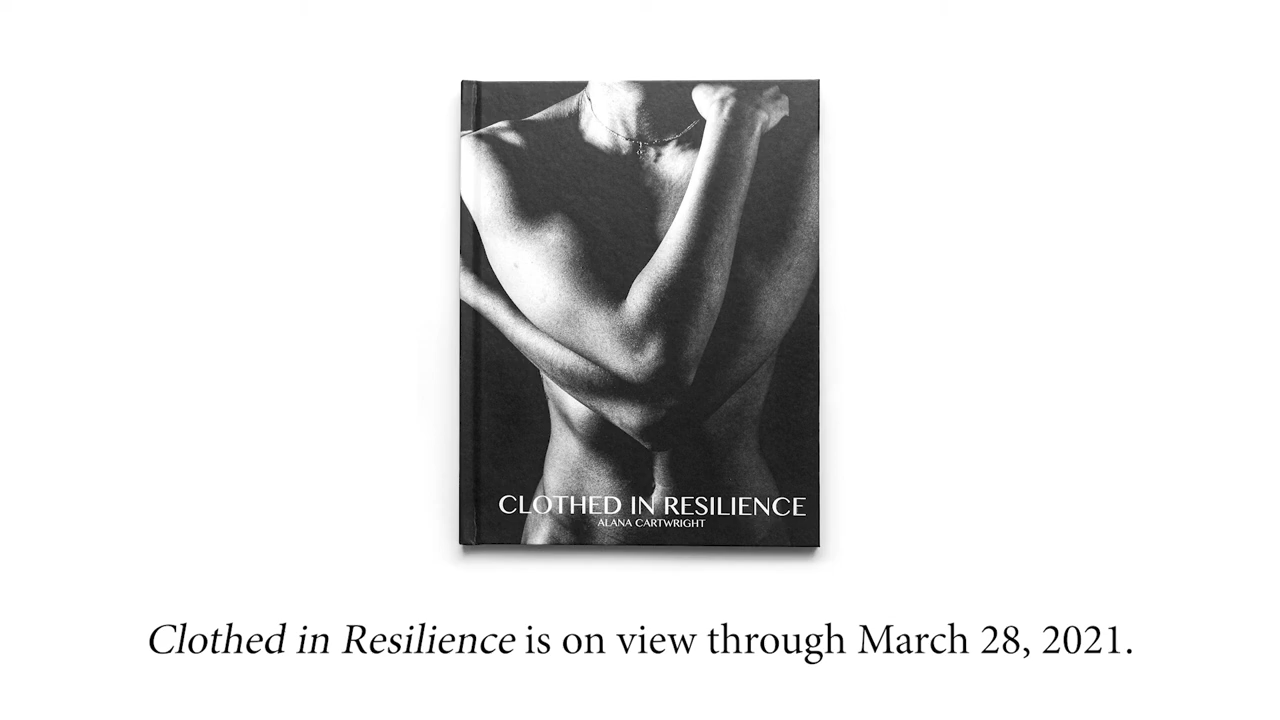 CLOTHED IN RESILIENCE
ALANA CARTWRIGHT
Clothed in Resilience is on view through March 28, 2021.